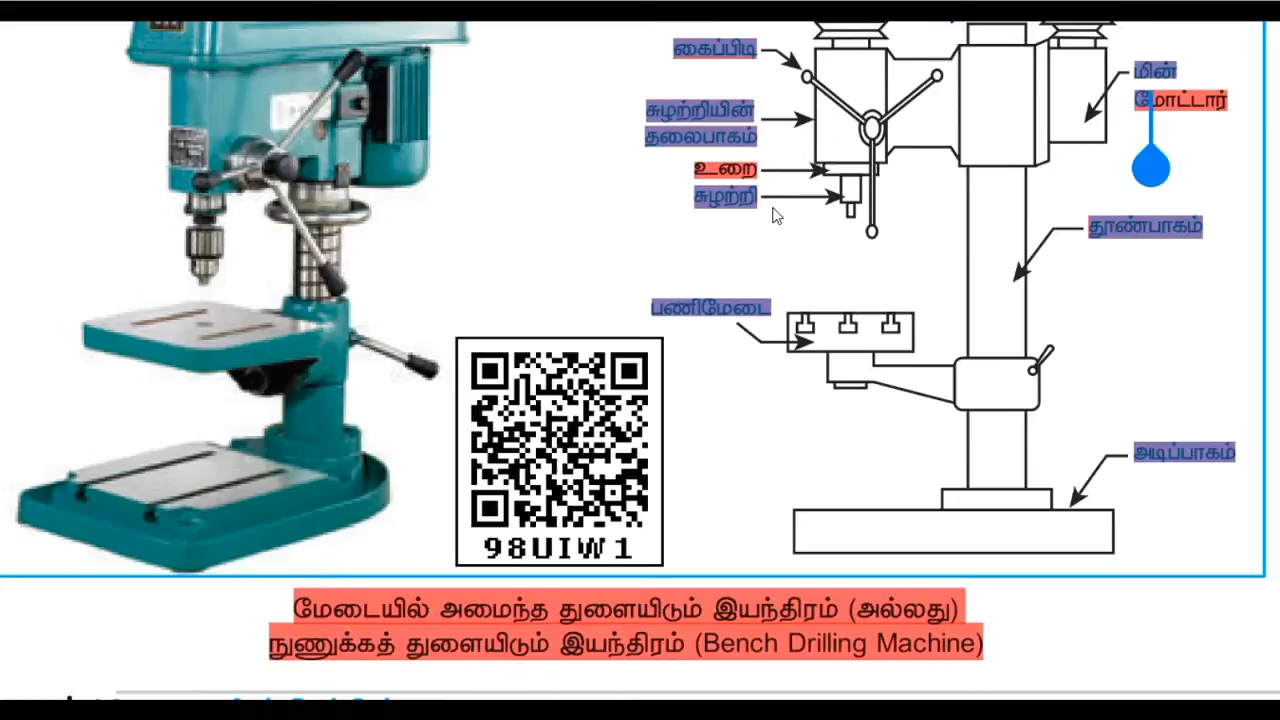 கைப்பிடி
சுழற்றியின்
தலைபாகம்
உறை
சுழற்றி
மின்
மோட்டார்
தூண்பாகம்
பணிமேடை
அடிப்பாகம்
98UIW1
மேடையில் அமைந்த துளையிடும் இயந்திரம் (அல்லது)
நுணுக்கத் துளையிடும் இயந்திரம் (Bench Drilling Machine)